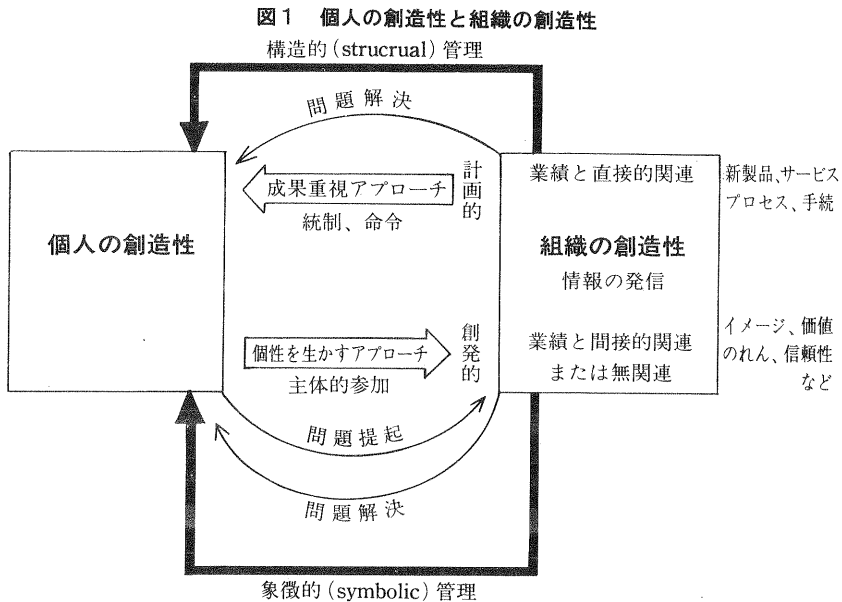 図1 個人の創造性と組織の創造性
構造的(strucrual)管理
問題解決
成果重視アプローチ
統制、命令
計画的
業績と直接的関連
新製品、サービス
プロセス、手続
個人の創造性
組織の創造性
情報の発信
個性を生かすアプローチ
主体的参加
創発的
業績と間接的関連
または無関連
イメージ、価値
のれん、信頼性
など
問題提起
問題解決
象徴的(symbolic)管理